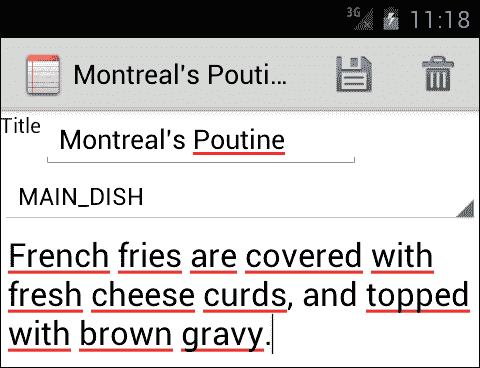 3G 11:18
Montreal's Pouti...
Title Montreal's Poutine
MAIN_DISH
French fries are covered with
fresh cheese curds, and topped
with brown gravy.